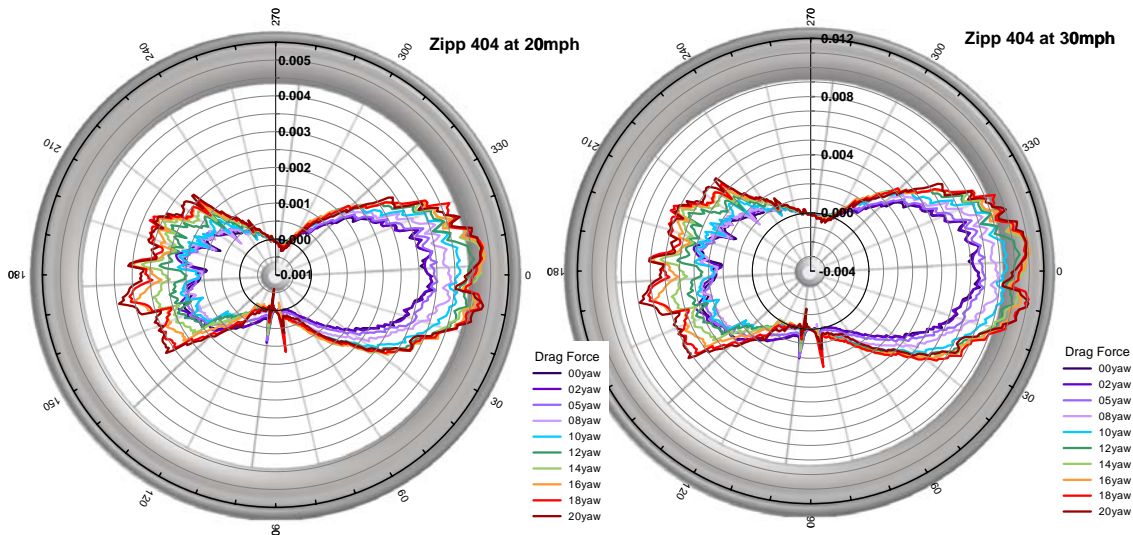 Zipp 404 at 20mph
270
240
300
210
330
180
0
150
30
120
60
90
0.005
0.004
0.003
0.002
0.001
0.000
-0.001
Drag Force
00yaw
02yaw
05yaw
08yaw
10yaw
12yaw
14yaw
16yaw
18yaw
20yaw
Zipp 404 at 30mph
270
240
300
210
330
180
0
150
30
120
60
90
0.012
0.008
0.004
0.000
-0.004
Drag Force
00yaw
02yaw
05yaw
08yaw
10yaw
12yaw
14yaw
16yaw
18yaw
20yaw